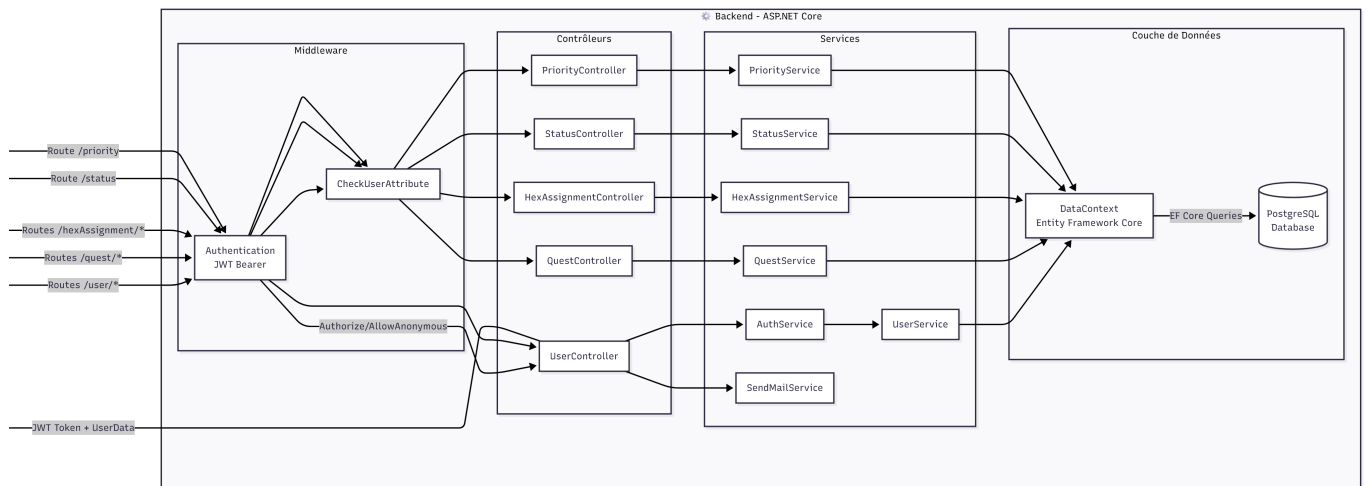 Backend - ASP.NET Core
Middleware
Contrôleurs
Services
Couche de Données
Route /priority
Route /status
Routes /hexAssignment/*
Routes /quest/*
Routes /user/*
JWT Token + UserData
Authentication
JWT Bearer
CheckUserAttribute
Authorize/AllowAnonymous
PriorityController
StatusController
HexAssignmentController
QuestController
UserController
PriorityService
StatusService
HexAssignmentService
QuestService
AuthService
UserService
SendMailService
DataContext
Entity Framework Core
EF Core Queries
PostgreSQL
Database